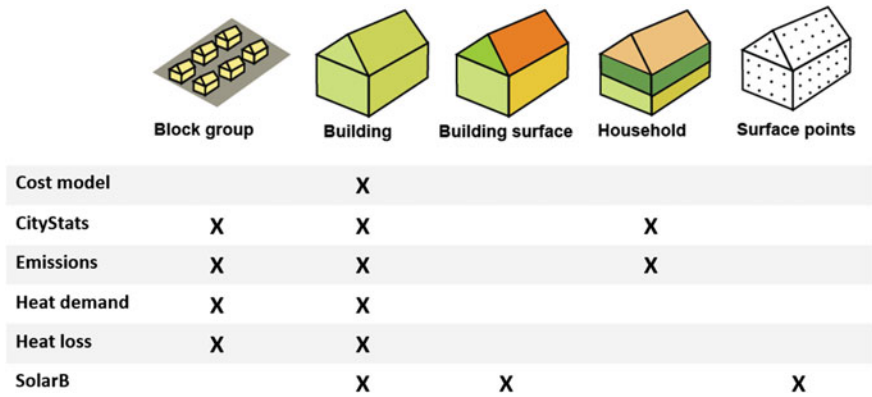 Block group Building Building surface Household Surface points
Cost model X
CityStats X X X
Emissions X X X
Heat demand X X
Heat loss X X
SolarB X X X